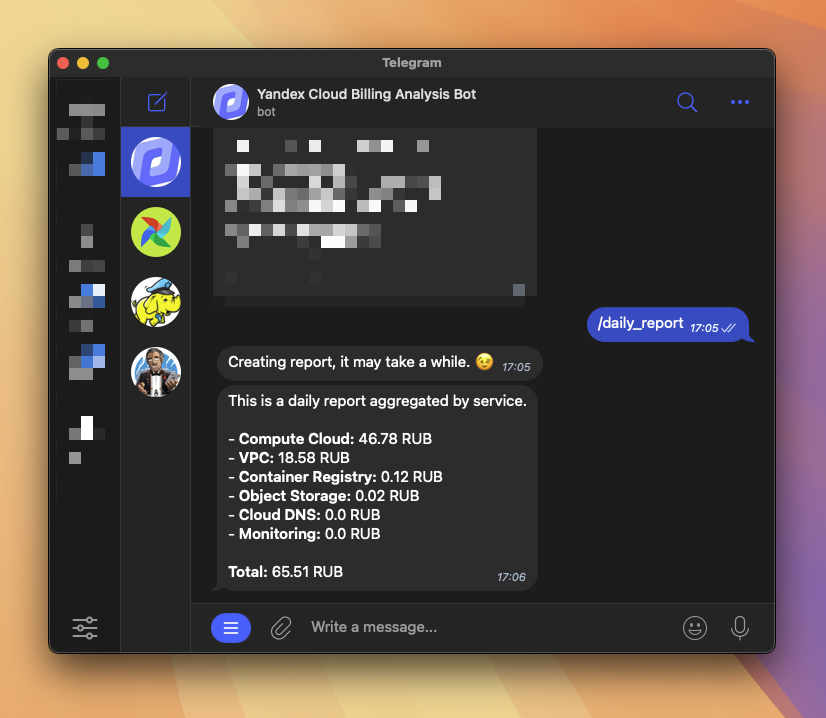 Telegram
Yandex Cloud Billing Analysis Bot
bot
/daily_report 17:05
Creating report, it may take a while. 😉 17:05
This is a daily report aggregated by service.
- Compute Cloud: 46.78 RUB
- VPC: 18.58 RUB
- Container Registry: 0.12 RUB
- Object Storage: 0.02 RUB
- Cloud DNS: 0.0 RUB
- Monitoring: 0.0 RUB
Total: 65.51 RUB
17:06
Write a message...